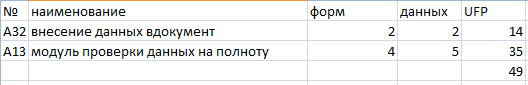 № наименование форм данных UFP
А32 внесение данных вдокумент 2 2 14
А13 модуль проверки данных на полноту 4 5 35
49